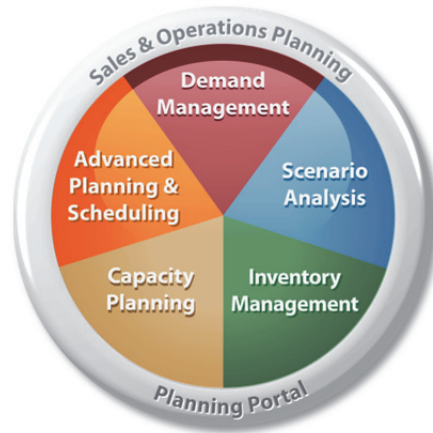 Sales & Operations Planning
Demand
Management
Scenario
Analysis
Inventory
Management
Capacity
Planning
Advanced
Planning &
Scheduling
Planning Portal